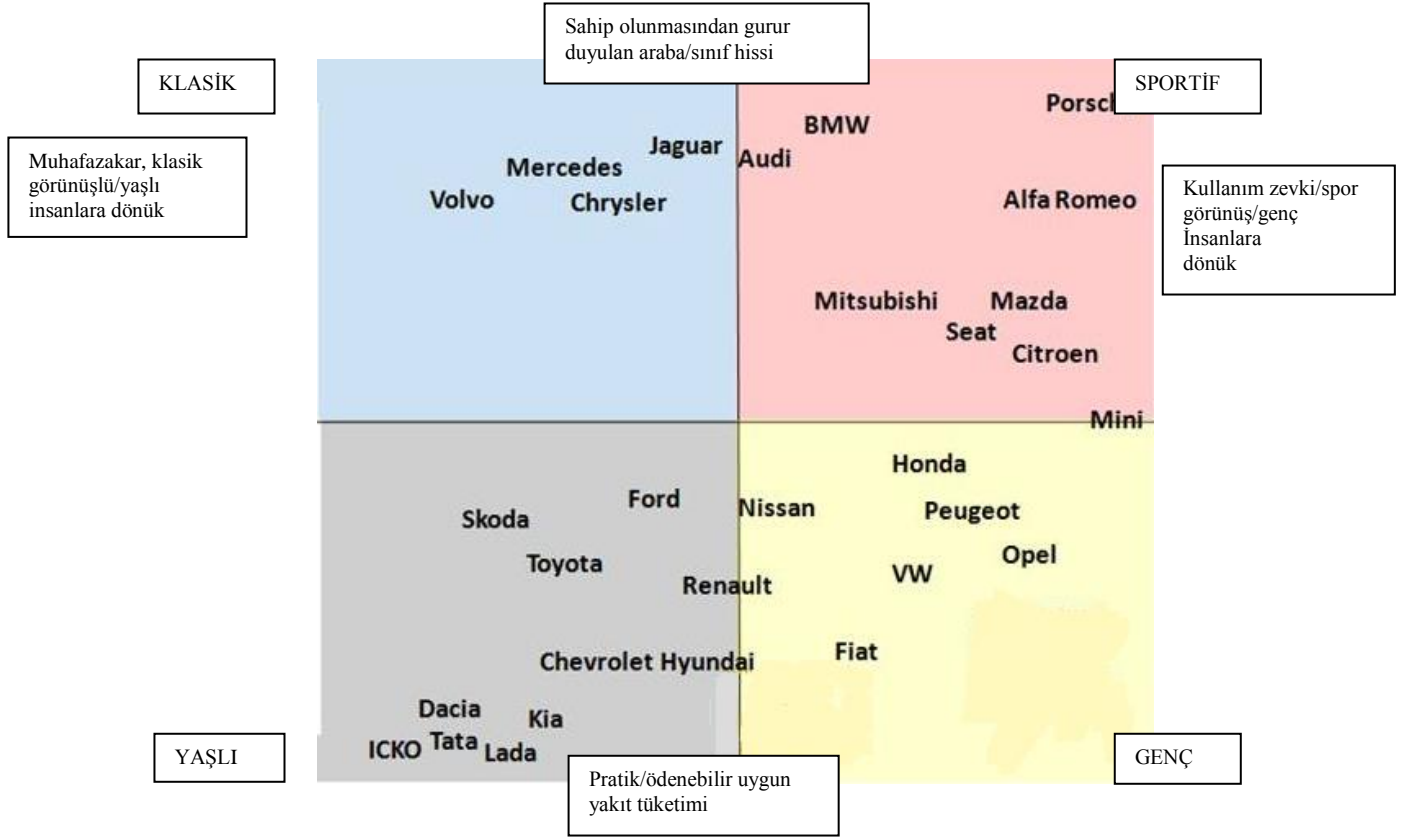 Sahip olunmasından gurur
duyulan araba/sınıf hissi
KLASİK
SPORTİF
Muhafazakar, klasik
görünüşlü/yaşlı
insanlara dönük
Kullanım zevki/spor
görünüş/genç
İnsanlara
dönük
Porsch
BMW
Jaguar
Audi
Mercedes
Volvo
Chrysler
Alfa Romeo
Mitsubishi
Mazda
Seat
Citroen
Mini
Honda
Ford
Nissan
Peugeot
Skoda
Opel
Toyota
VW
Renault
Fiat
Chevrolet Hyundai
Dacia
Kia
ICKO
Tata
Lada
YAŞLI
GENÇ
Pratik/ödenebilir uygun
yakıt tüketimi